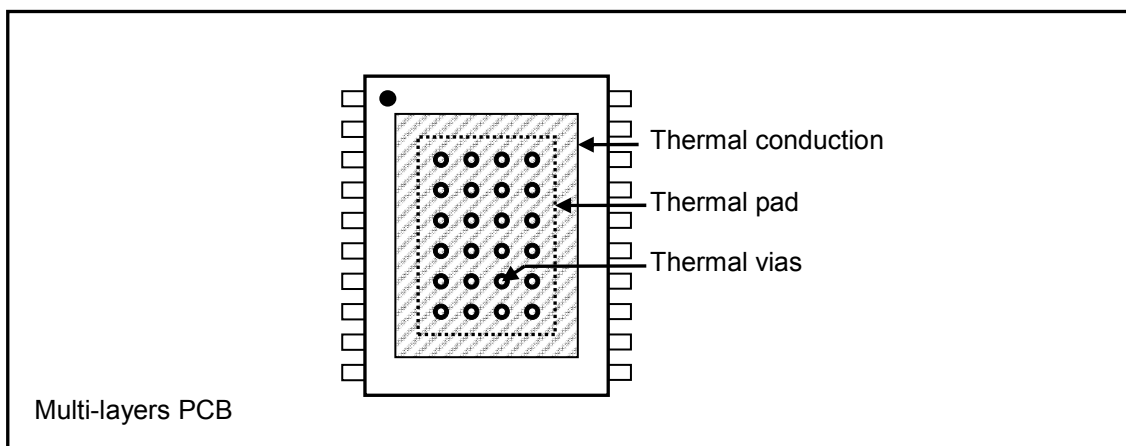 Thermal conduction
Thermal pad
Thermal vias
Multi-layers PCB